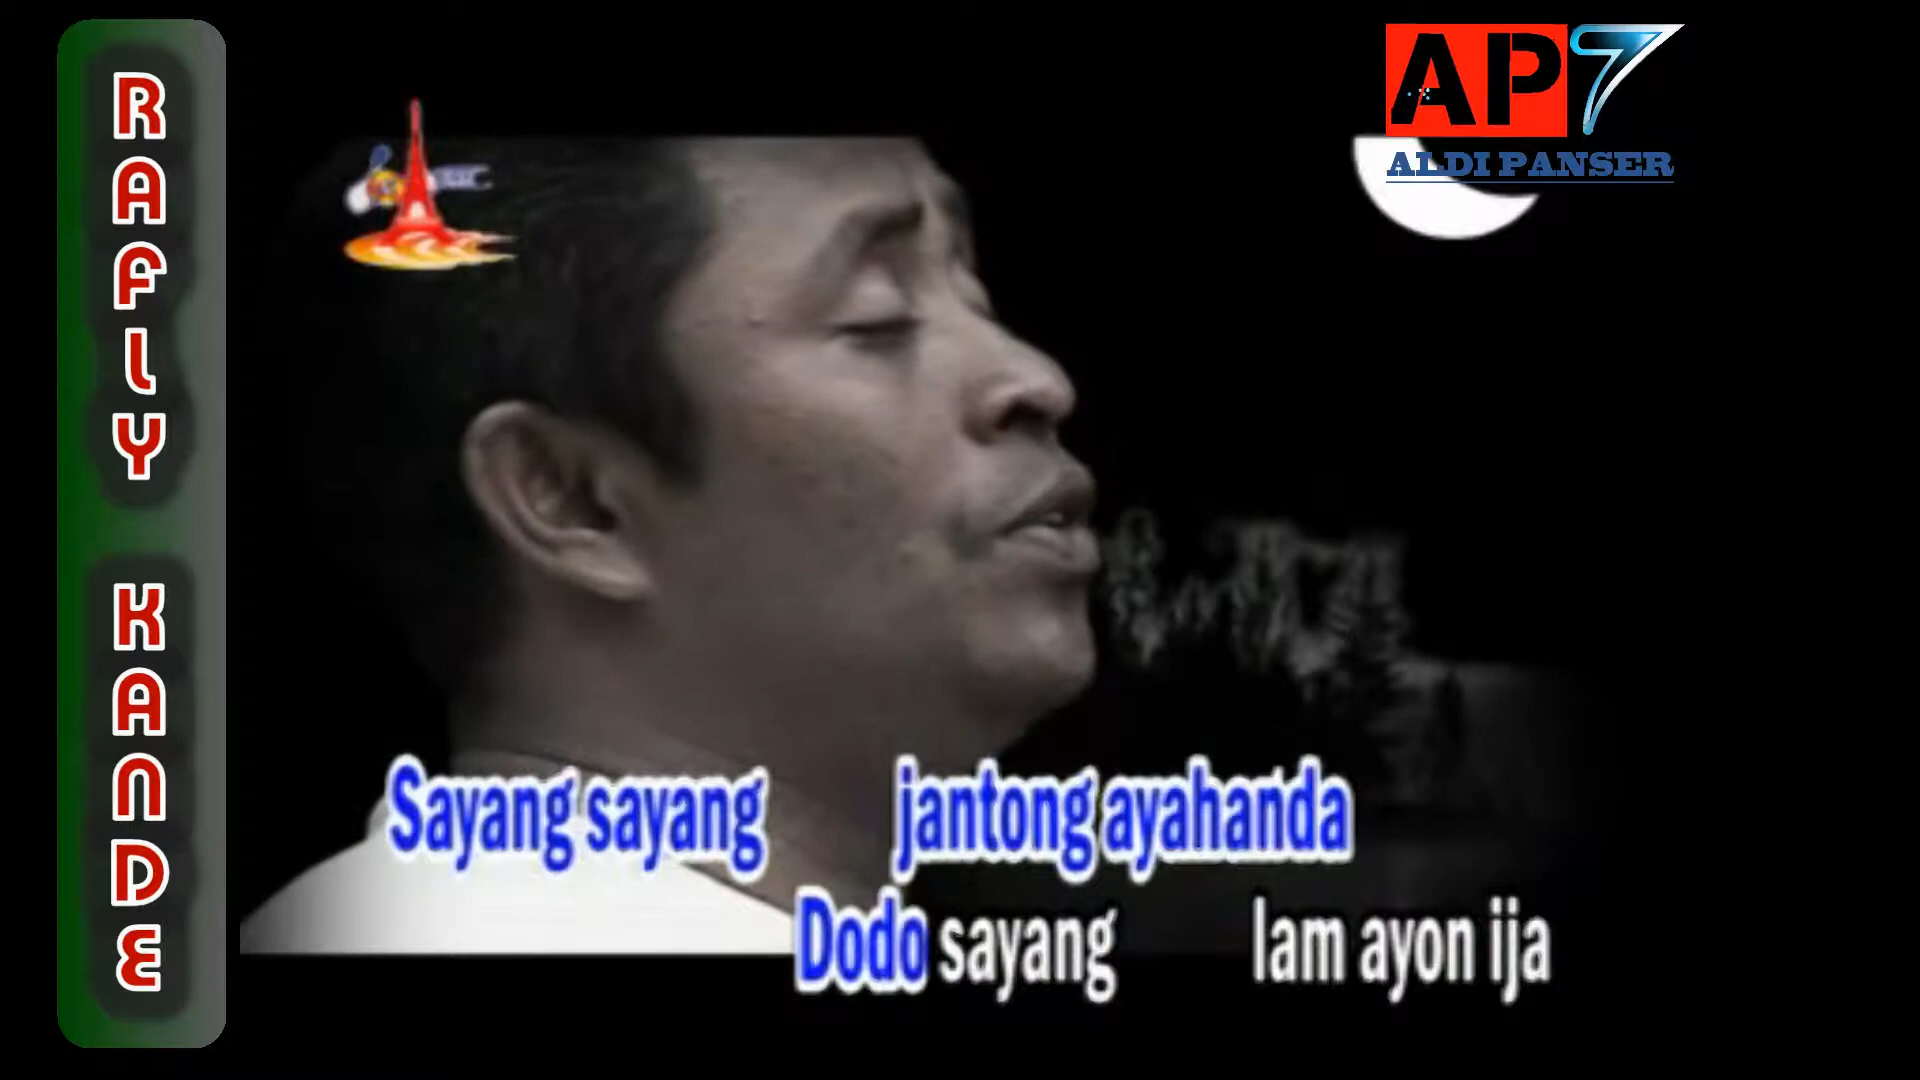 RAFLY KANDE
AP7
ALDI PANSER
Sayang sayang jantong ayahanda
Dodo sayang lam ayon ija